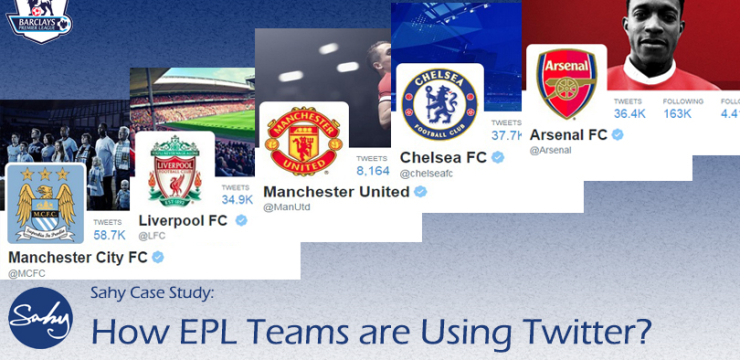 BARCLAYS
PREMIER LEAGUE
Arsenal
TWEETS
36.4K
FOLLOWING
163K
FO
4.4
Arsenal FC
@Arsenal
CHELSEA
FOOTBALL CLUB
TWEETS
37.7K
Chelsea FC
@chelseafc
MANCHESTER
UNITED
TWEETS
8,164
Manchester United
@ManUtd
LIVERPOOL
FOOTBALL CLUB
TWEETS
34.9K
Liverpool FC
@LFC
M.C.F.C.
TWEETS
58.7K
Manchester City FC
@MCFC
Sahy
Sahy Case Study:
How EPL Teams are Using Twitter?